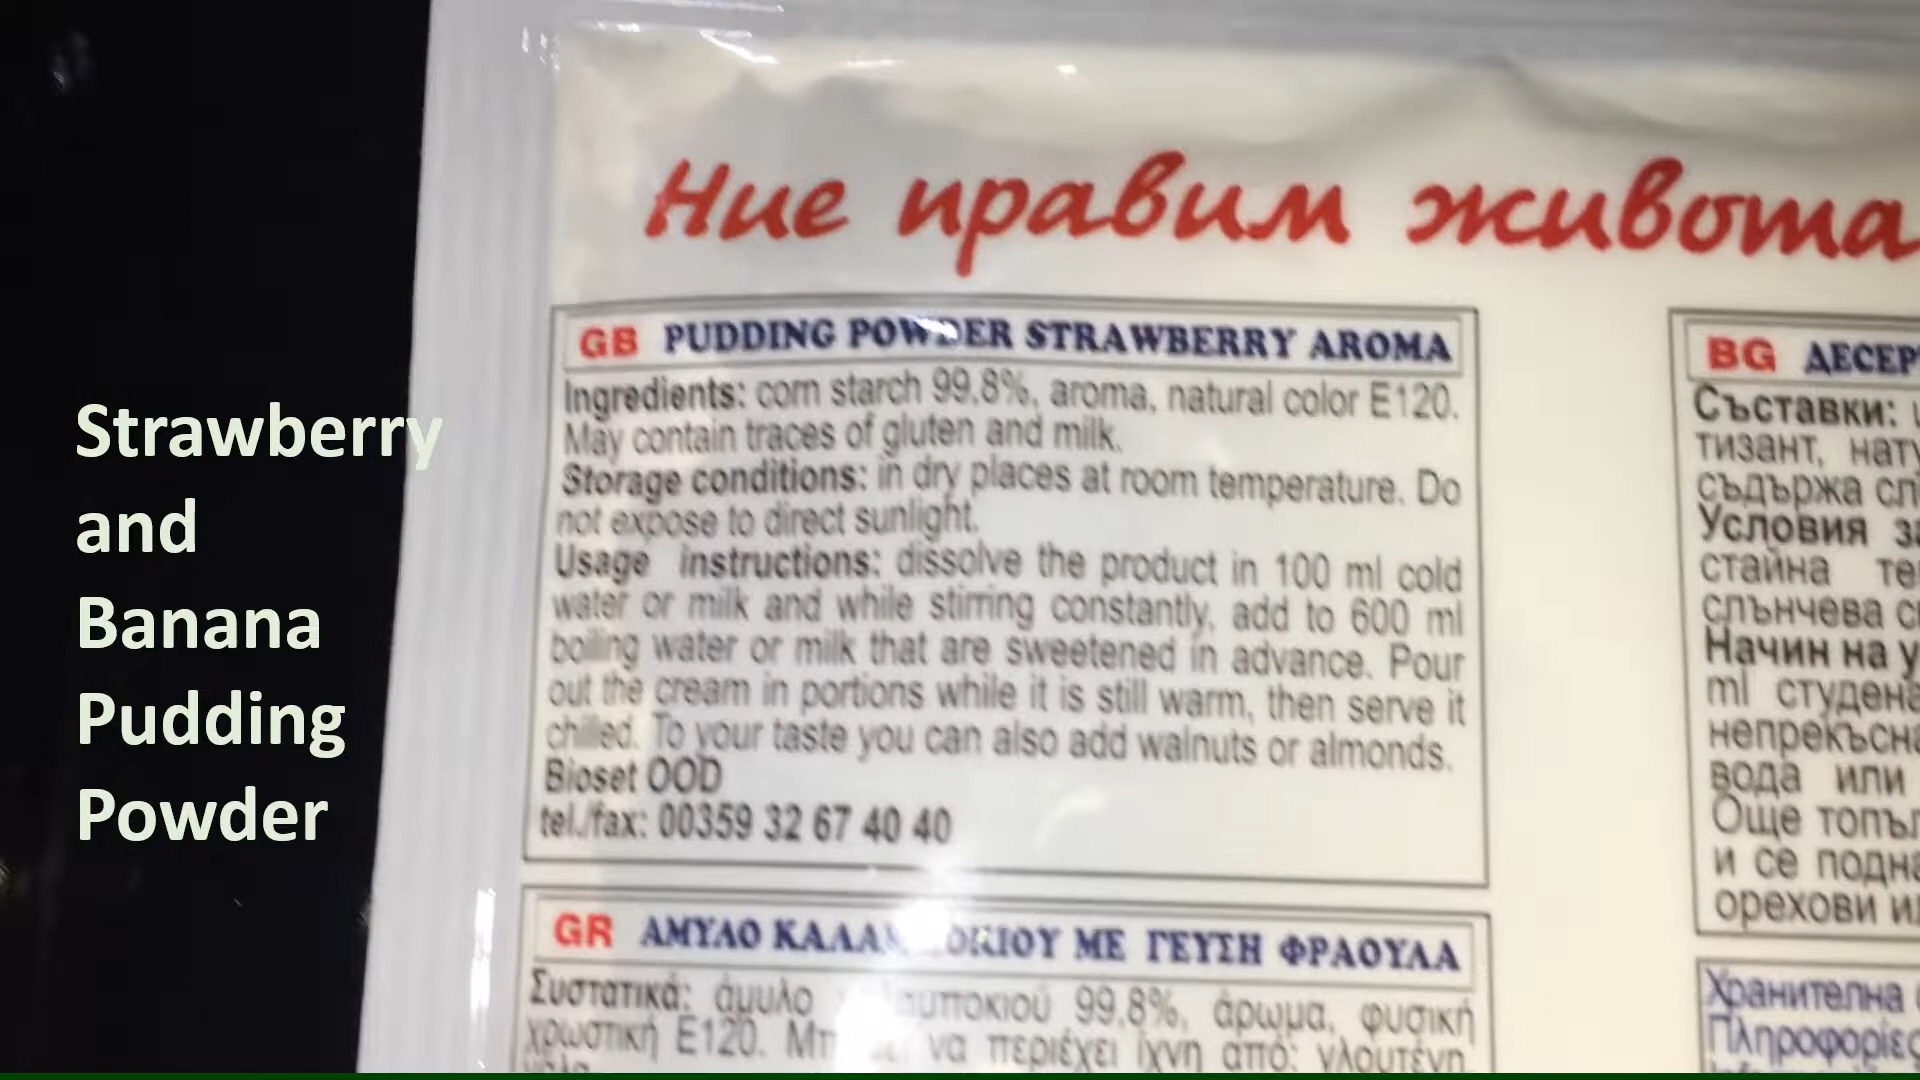 Strawberry
and
Banana
Pudding
Powder
Ние правим живота
GB PUDDING POWDER STRAWBERRY AROMA
Ingredients: corn starch 99,8%, aroma, natural color E120.
May contain traces of gluten and milk.
Storage conditions: in dry places at room temperature. Do
not expose to direct sunlight.
Usage instructions: dissolve the product in 100 ml cold
water or milk and while stirring constantly, add to 600 ml
boiling water or milk that are sweetened in advance. Pour
out the cream in portions while it is still warm, then serve it
chilled. To your taste you can also add walnuts or almonds.
Bioset OOD
tel./fax: 00359 32 67 40 40
GR ΑΜΥΛΟ ΜΕ ΓΕΥΣΗ ΦΡΑΟΥΛΑ
Συστατικά: άμυλο 99,8%, άρωμα, φυσική
χρωστική E120. να περιέχει ίχνη από: γλουτένη,
BG ДЕСЕР
Съставки:
тизант, нату
съдържа сл
Условия за
стайна те
слънчева с
Начин на у
ml студена
непрекъсна
вода или
Още топъл
и се подна
орехови и
Хранителна
Πληροφορίες